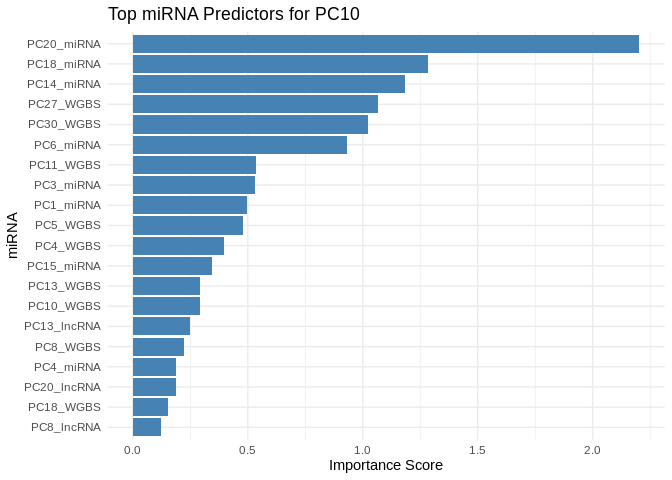 Top miRNA Predictors for PC10
miRNA
PC20_miRNA
PC18_miRNA
PC14_miRNA
PC27_WGBS
PC30_WGBS
PC6_miRNA
PC11_WGBS
PC3_miRNA
PC1_miRNA
PC5_WGBS
PC4_WGBS
PC15_miRNA
PC13_WGBS
PC10_WGBS
PC13_lncRNA
PC8_WGBS
PC4_miRNA
PC20_lncRNA
PC18_WGBS
PC8_lncRNA
0.0 0.5 1.0 1.5 2.0
Importance Score